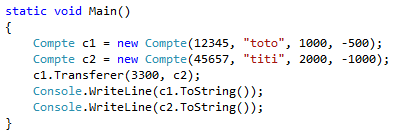 static void Main()
{
    Compte c1 = new Compte(12345, "toto", 1000, -500);
    Compte c2 = new Compte(45657, "titi", 2000, -1000);
    c1.Transferer(3300, c2);
    Console.WriteLine(c1.ToString());
    Console.WriteLine(c2.ToString());
}